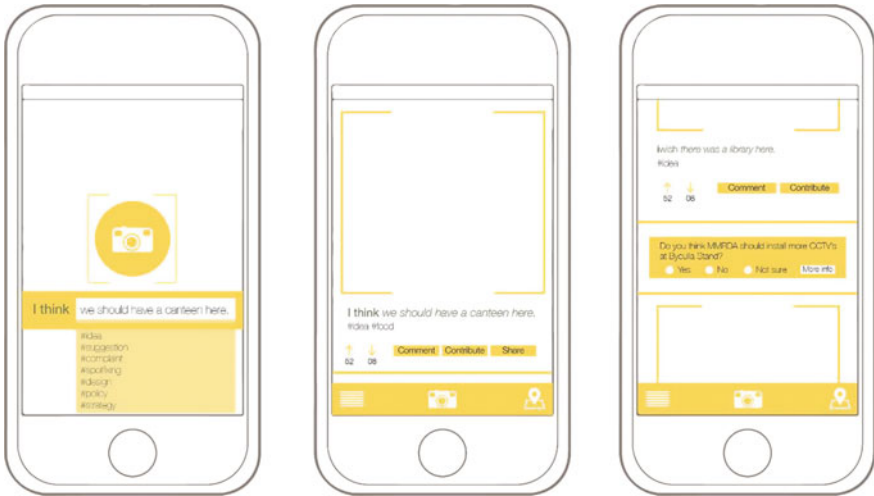 I think we should have a canteen here.
#idea
#suggestion
#complaint
#spotfixing
#design
#policy
#strategy
I think we should have a canteen here.
#idea #food
52 08 Comment Contribute Share
Iwish there was a library here.
#idea
52 08 Comment Contribute
Do you think MMRDA should install more CCTV's
at Byculla Stand?
Yes No Not sure More info